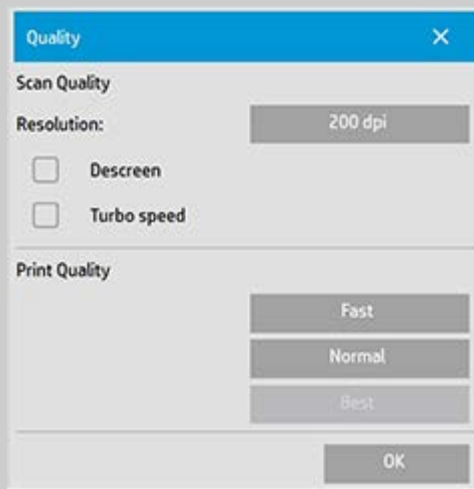 Quality
Scan Quality
Resolution: 200 dpi
Descreen
Turbo speed
Print Quality
Fast
Normal
Best
OK